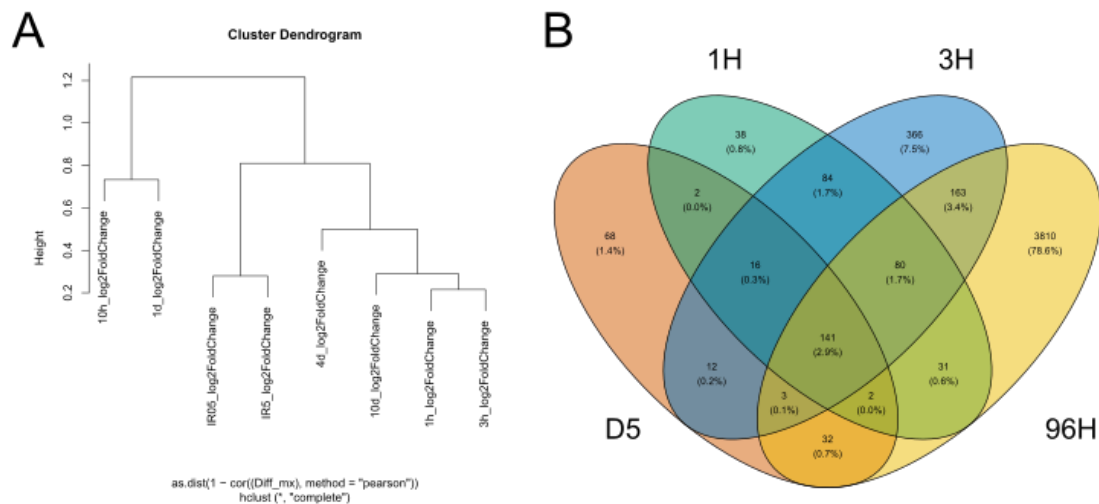 A
Cluster Dendrogram
Height
1.2
1.0
0.8
0.6
0.4
0.2
10h_log2FoldChange
1d_log2FoldChange
IR05_log2FoldChange
IR5_log2FoldChange
4d_log2FoldChange
10d_log2FoldChange
1h_log2FoldChange
3h_log2FoldChange
as.dist(1 − cor((Diff_mx), method = "pearson"))
hclust (*, "complete")
B
1H
3H
D5
96H
38
(0.8%)
366
(7.5%)
84
(1.7%)
2
(0.0%)
163
(3.4%)
68
(1.4%)
3810
(78.6%)
16
(0.3%)
80
(1.7%)
141
(2.9%)
12
(0.2%)
31
(0.6%)
3
(0.1%)
2
(0.0%)
32
(0.7%)